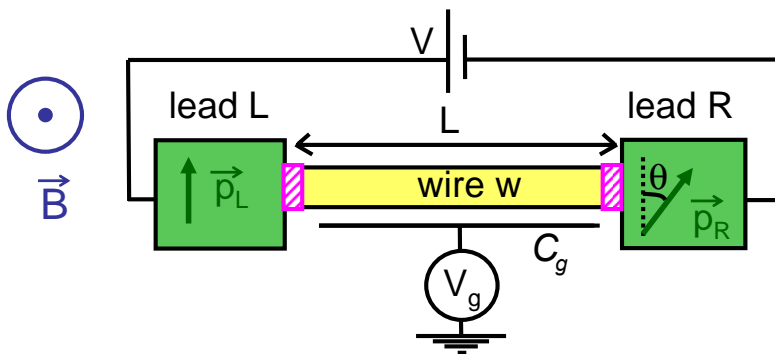 V
lead L
L
lead R
B
p_L
wire w
θ
p_R
C_g
V_g